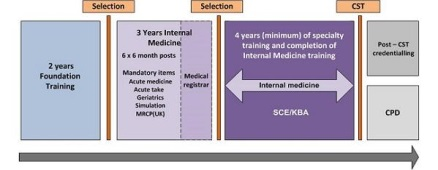 Selection
Selection
CST
2 years
Foundation
Training
3 Years Internal
Medicine
6 x 6 month posts
Mandatory items
Acute medicine
Acute take
Geriatrics
Simulation
MRCP(UK)
Medical
registrar
4 years (minimum) of specialty
training and completion of
Internal Medicine training
Internal medicine
SCE/KBA
Post – CST
credentialling
CPD